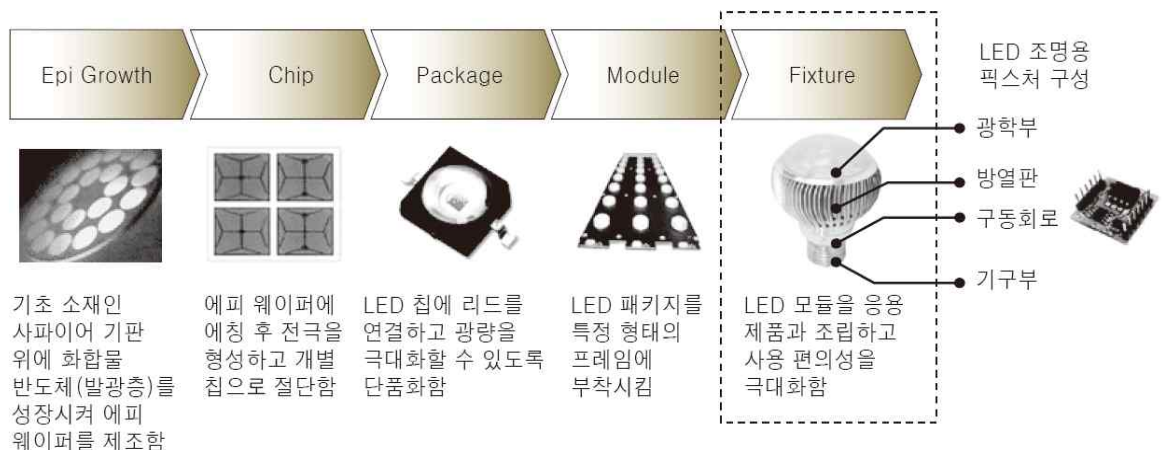 Epi Growth
Chip
Package
Module
Fixture
LED 조명용
픽스처 구성
광학부
방열판
구동회로
기구부
기초 소재인
사파이어 기판
위에 화합물
반도체(발광층)를
성장시켜 에피
웨이퍼를 제조함
에피 웨이퍼에
에칭 후 전극을
형성하고 개별
칩으로 절단함
LED 칩에 리드를
연결하고 광량을
극대화할 수 있도록
단품화함
LED 패키지를
특정 형태의
프레임에
부착시킴
LED 모듈을 응용
제품과 조립하고
사용 편의성을
극대화함